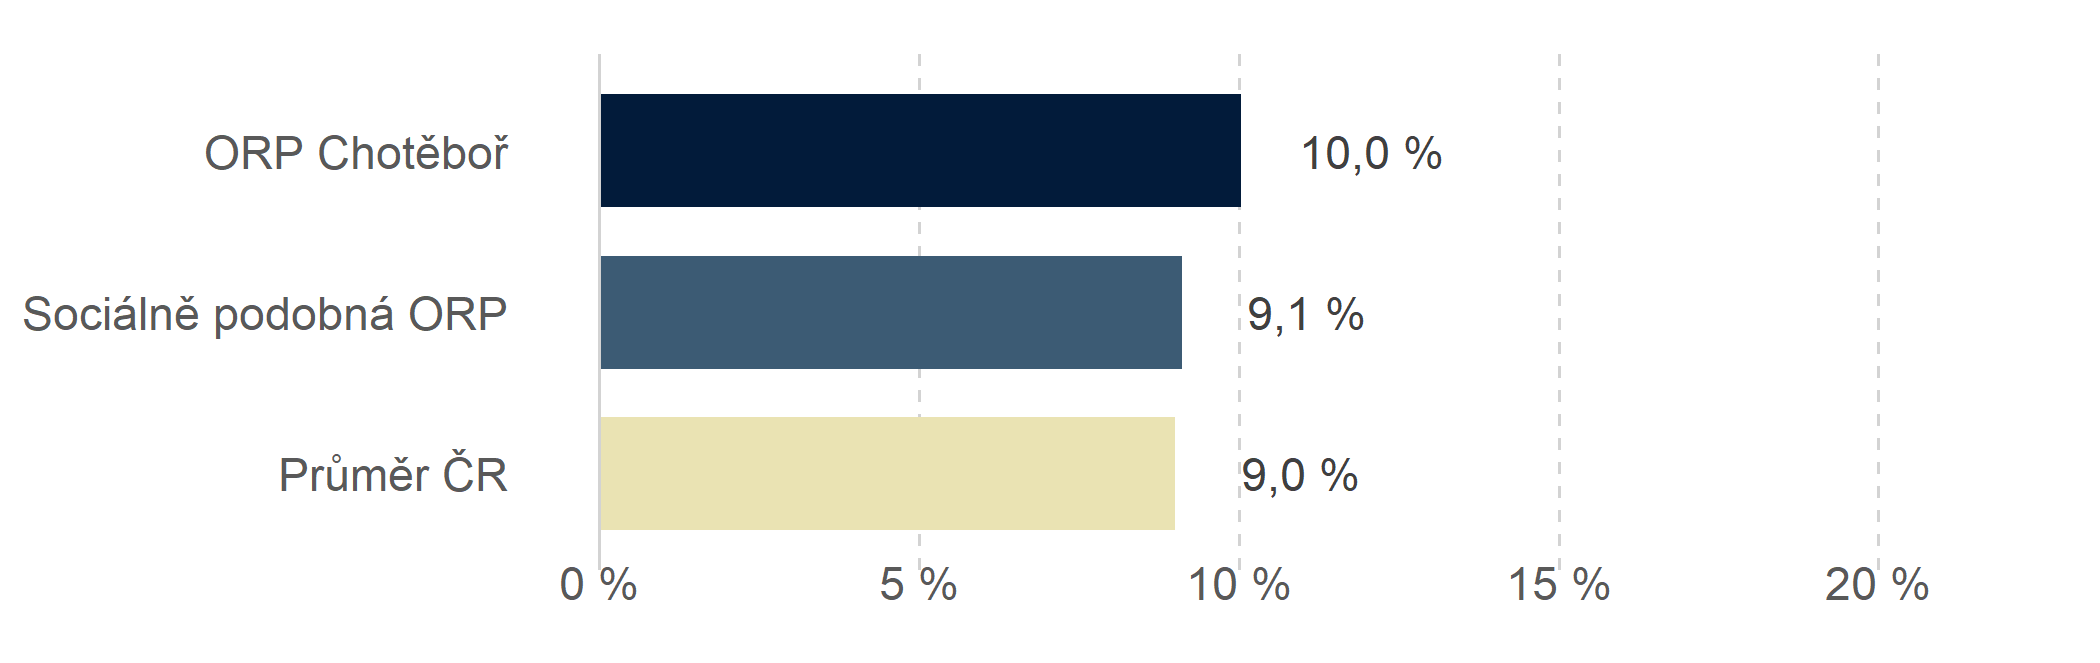 ORP Chotěboř 10,0 %
Sociálně podobná ORP 9,1 %
Průměr ČR 9,0 %
0 % 5 % 10 % 15 % 20 %